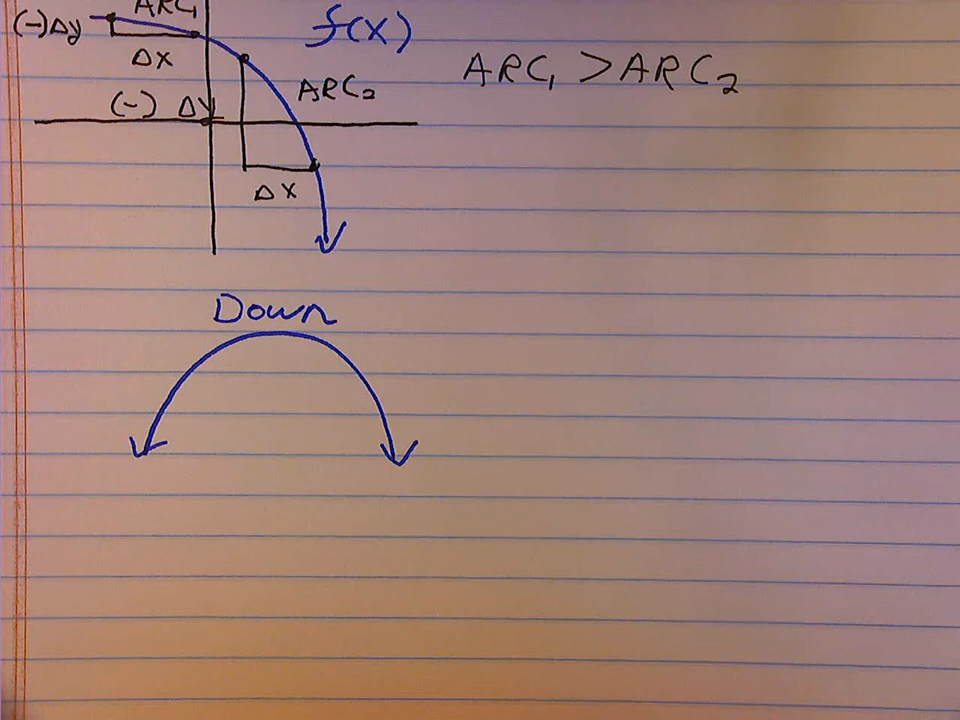 ARC₁
(-)Δy
f(x)
Δx
ARC₁ > ARC₂
ARC₂
(-) Δy
Δx
Down